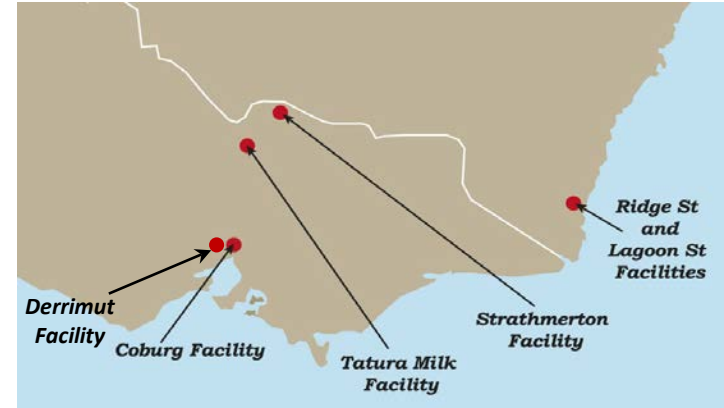 Ridge St
and
Lagoon St
Facilities
Derrimut
Facility
Coburg Facility
Tatura Milk
Facility
Strathmerton
Facility